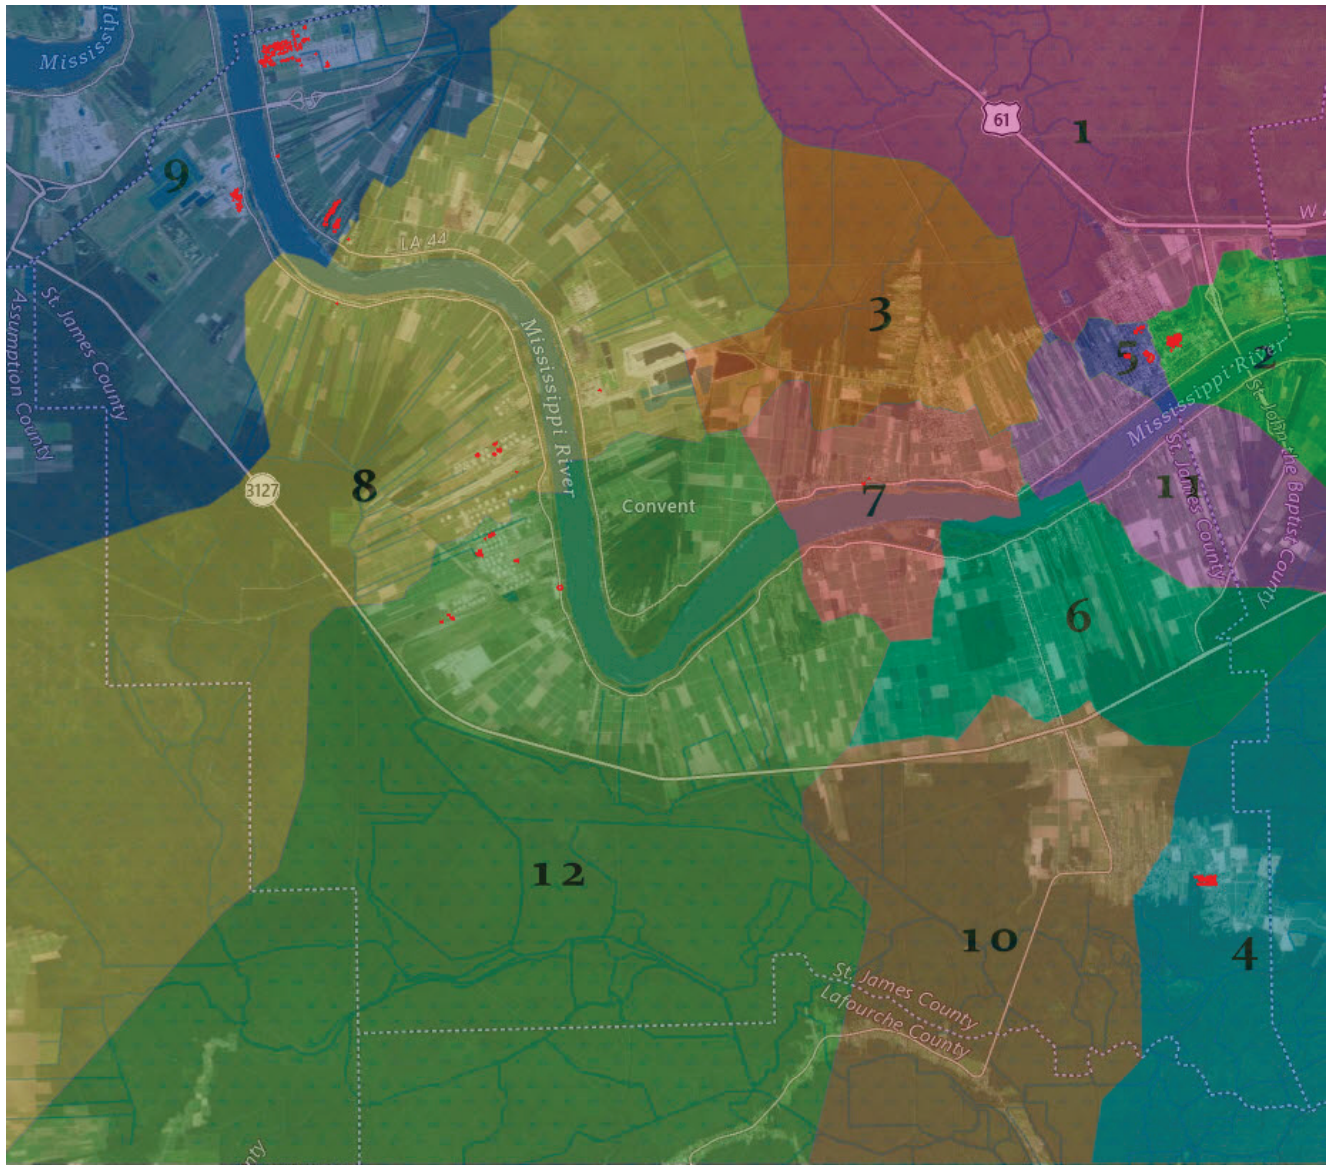 Mississipp
61
1
W
9
LA 44
St. James County
Assumption County
3
5
2
Mississippi River
Mississippi River
St. John the Baptist County
St. James County
11
8
3127
7
Convent
6
12
10
4
St. James County
Lafourche County
nty